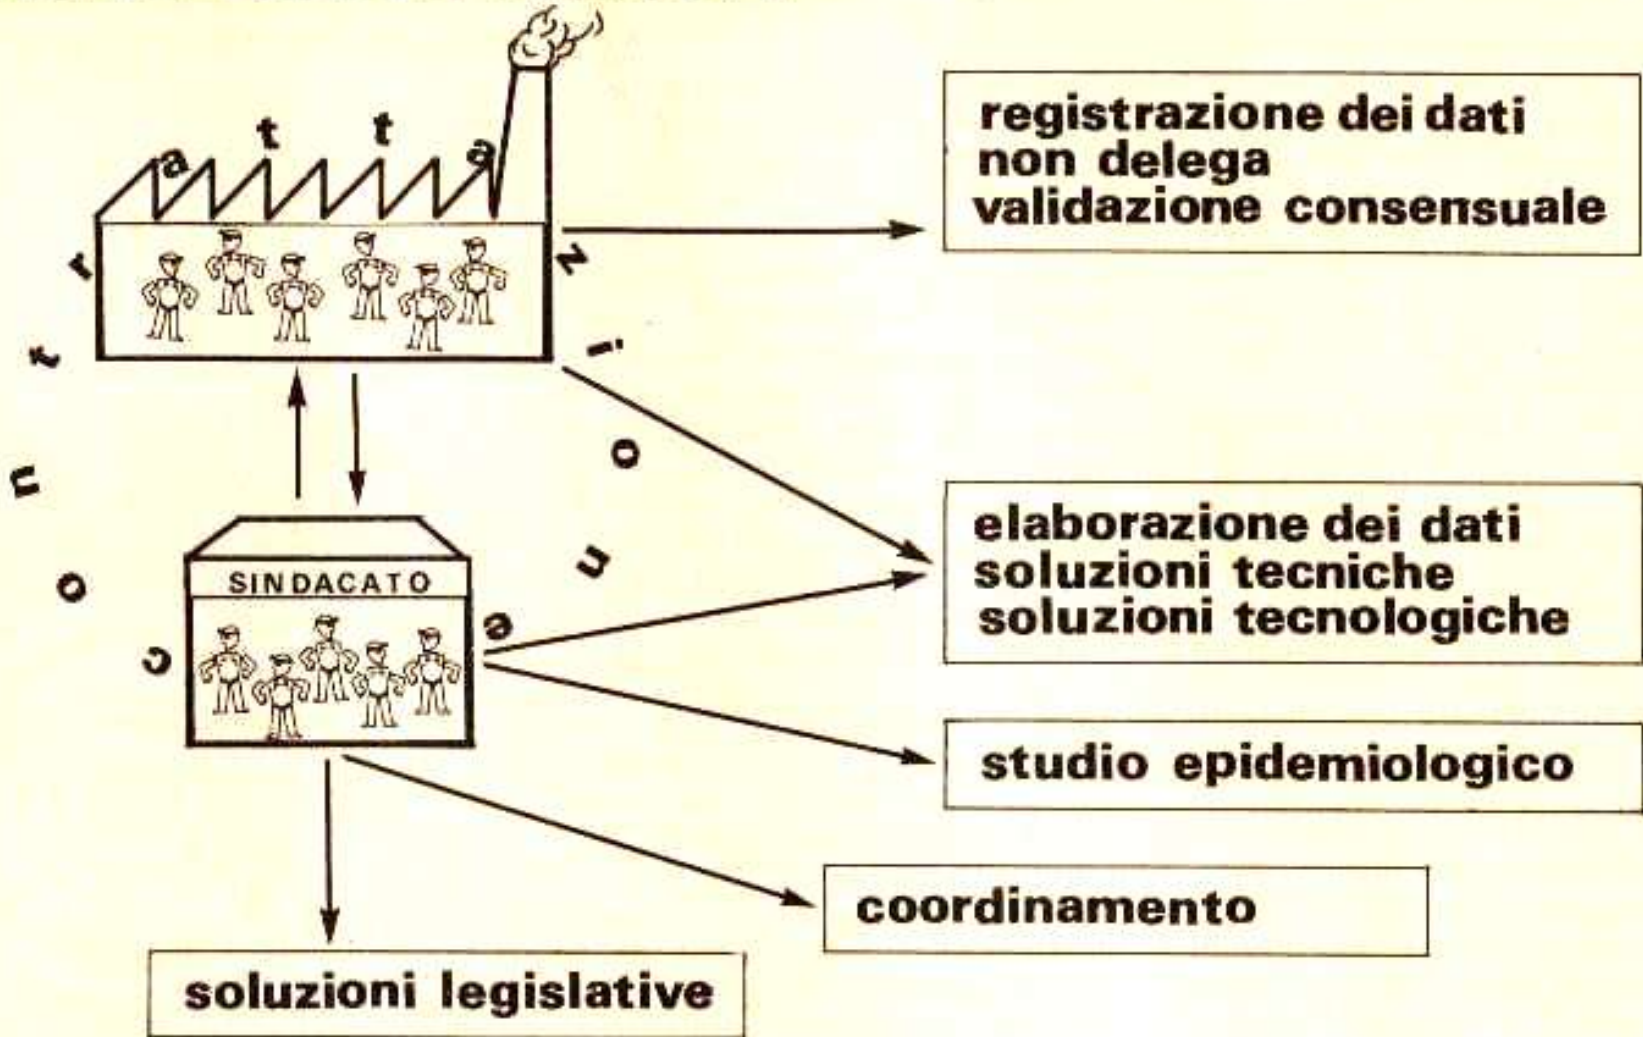 contrattazione
registrazione dei dati
non delega
validazione consensuale
elaborazione dei dati
soluzioni tecniche
soluzioni tecnologiche
SINDACATO
studio epidemiologico
coordinamento
soluzioni legislative